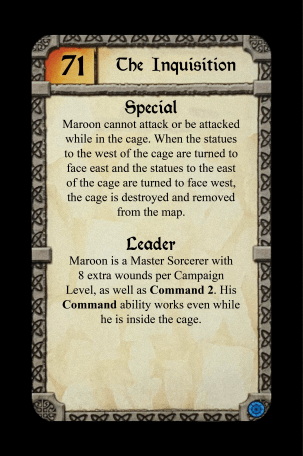 71 The Inquisition
Special
Maroon cannot attack or be attacked
while in the cage. When the statues
to the west of the cage are turned to
face east and the statues to the east
of the cage are turned to face west,
the cage is destroyed and removed
from the map.
Leader
Maroon is a Master Sorcerer with
8 extra wounds per Campaign
Level, as well as Command 2. His
Command ability works even while
he is inside the cage.